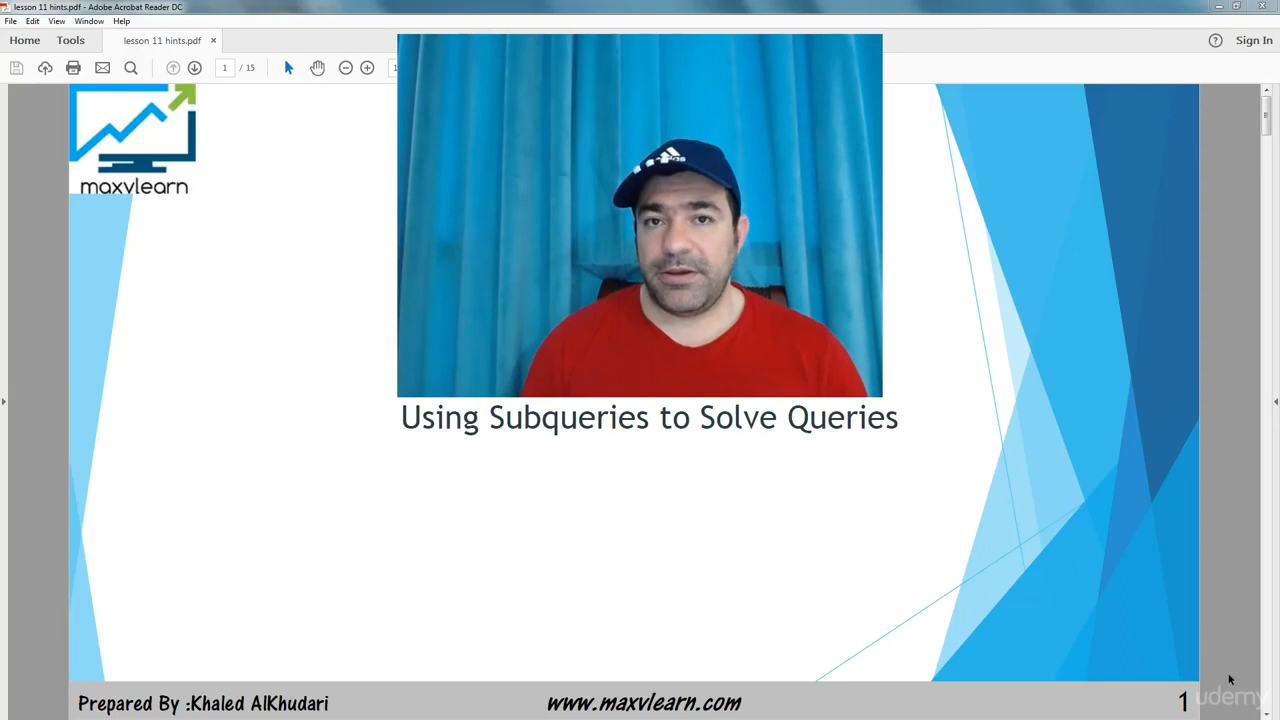 lesson 11 hints.pdf - Adobe Acrobat Reader DC
File Edit View Window Help
Home Tools lesson 11 hints.pdf × Sign In
1 / 15
maxvlearn
adidas
Using Subqueries to Solve Queries
Prepared By :Khaled AlKhudari www.maxvlearn.com 1
udemy